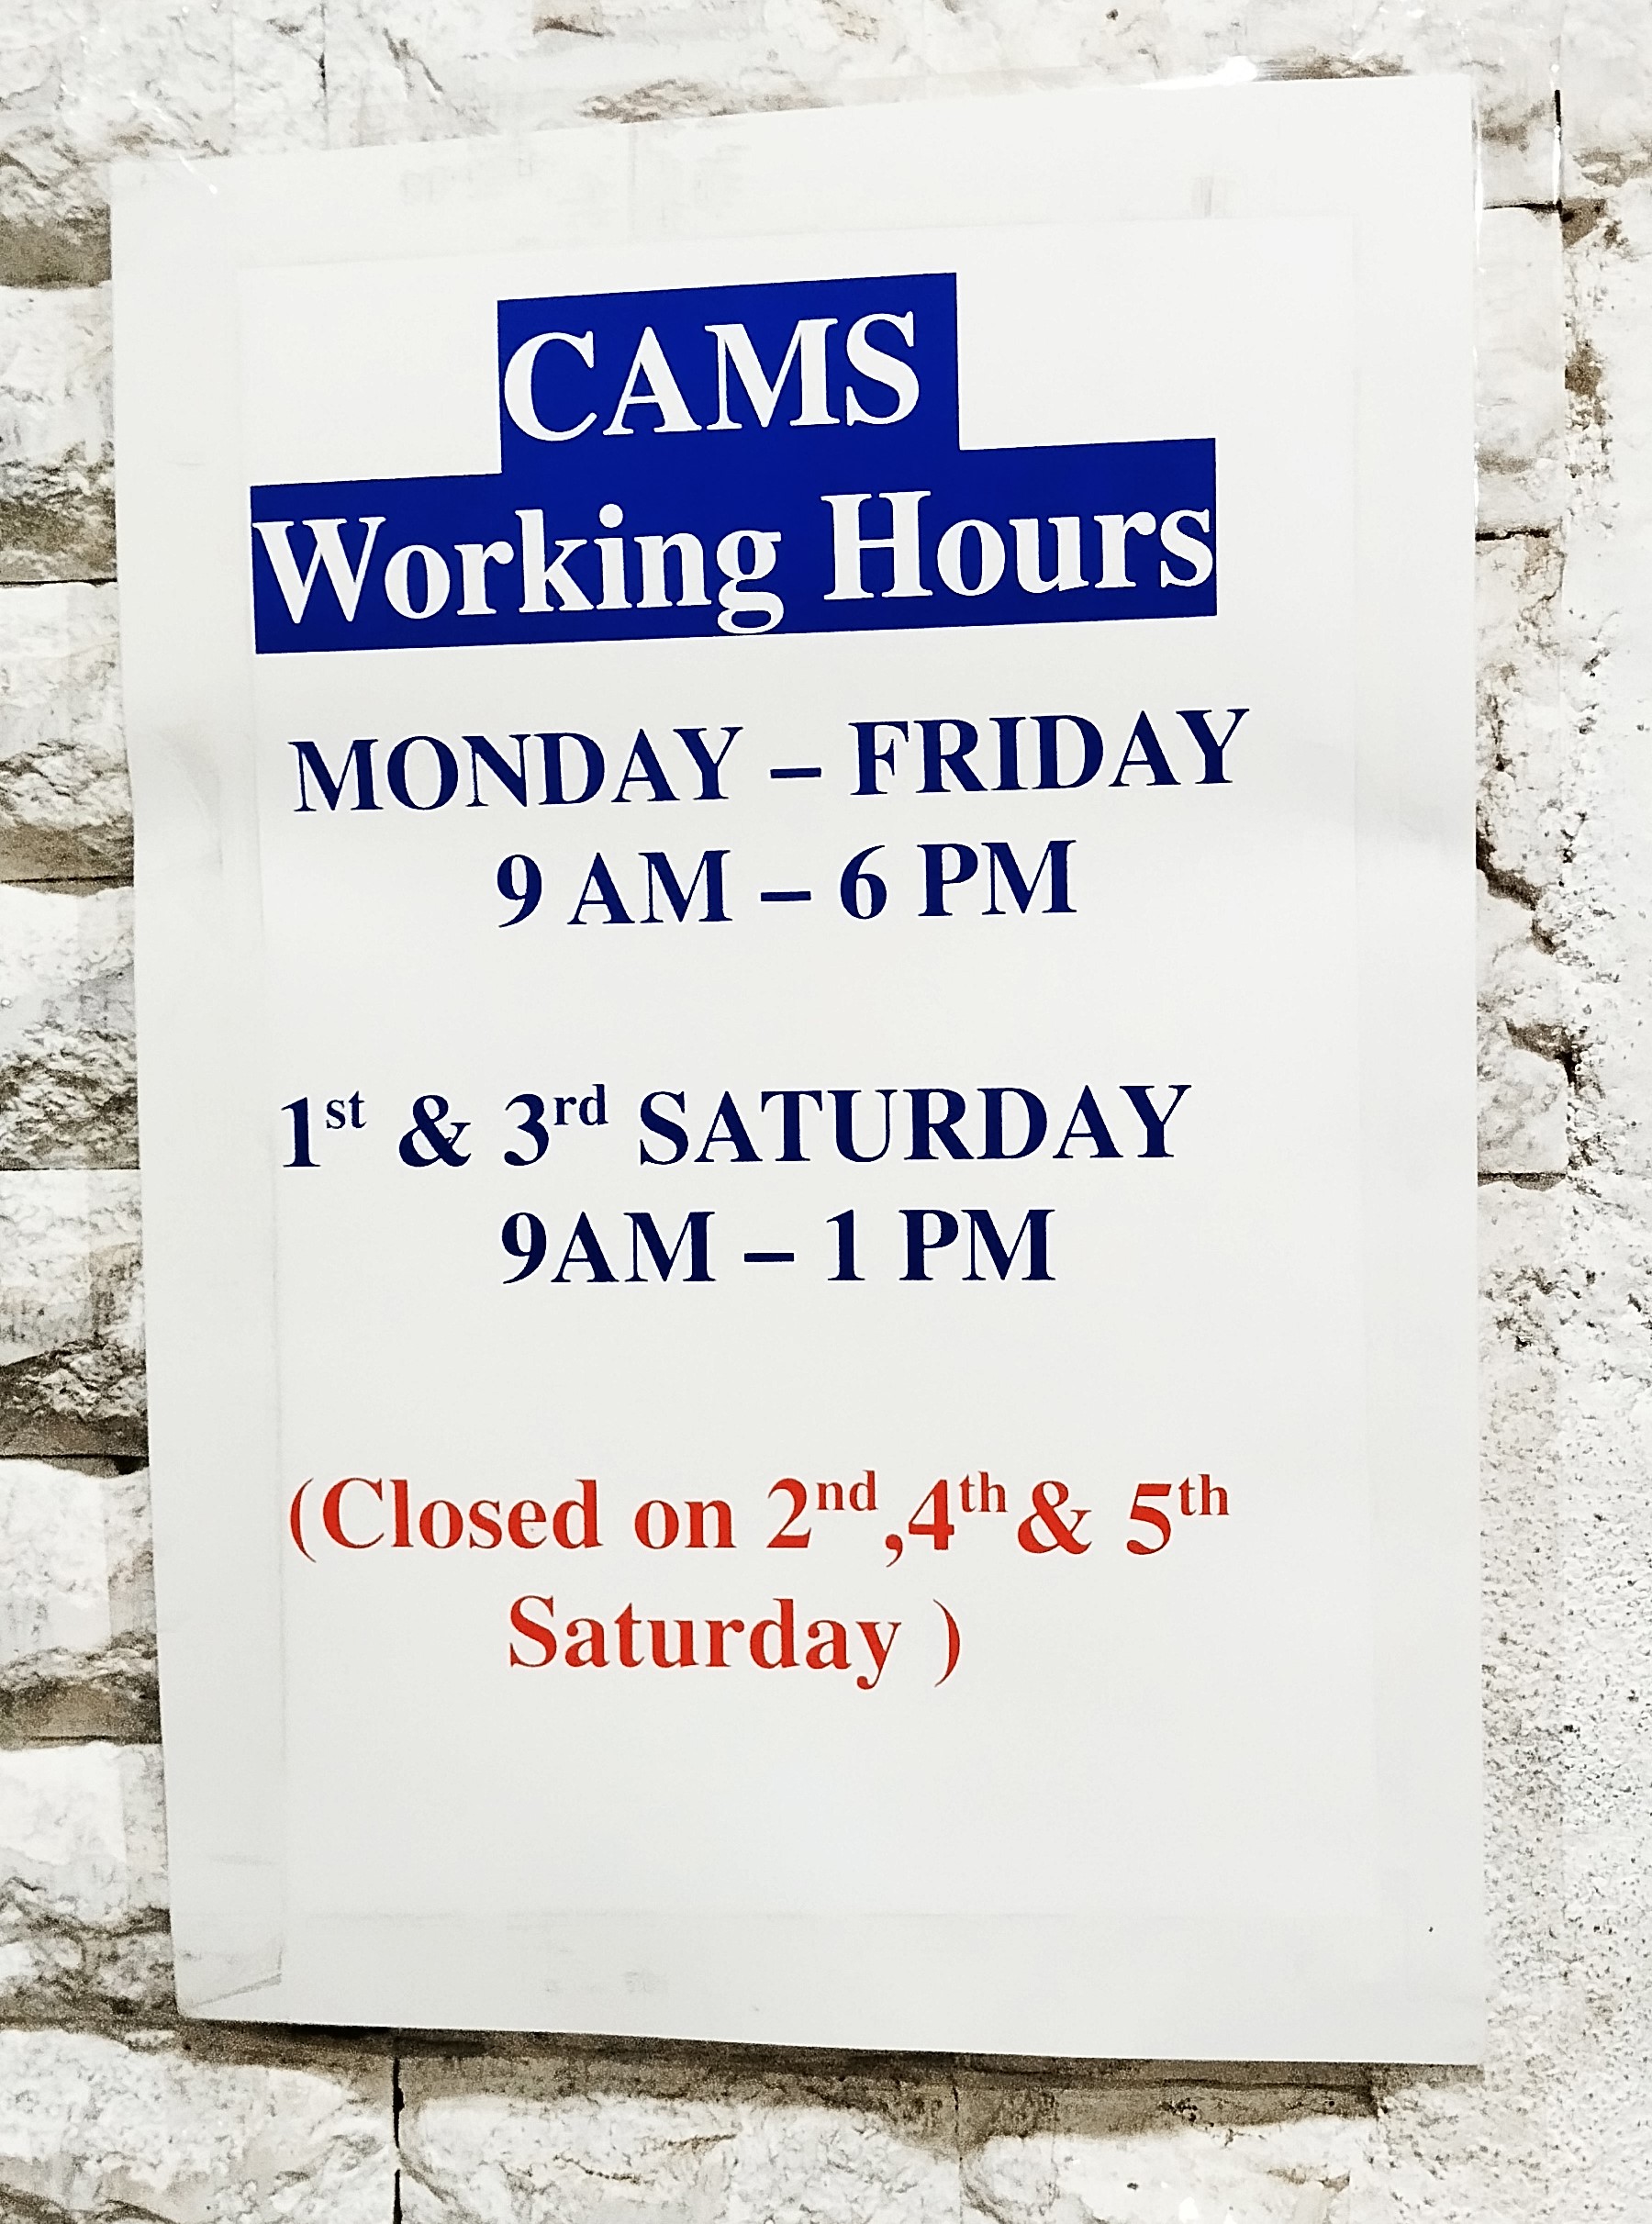 CAMS
Working Hours
MONDAY – FRIDAY
9 AM – 6 PM
1st & 3rd SATURDAY
9AM – 1 PM
(Closed on 2nd ,4th & 5th
Saturday )